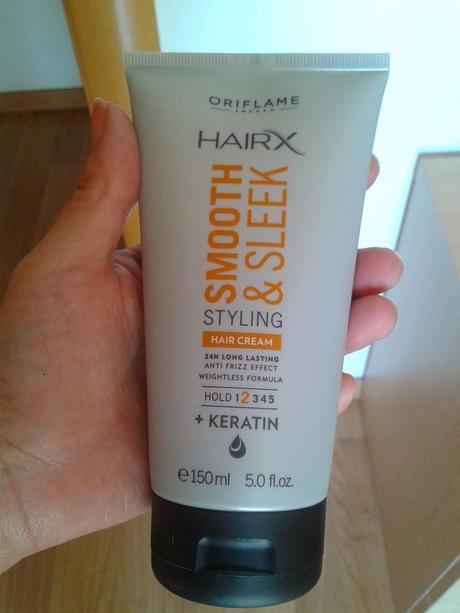 ORIFLAME
SWEDEN
HAIRX
SMOOTH
& SLEEK
STYLING
HAIR CREAM
24H LONG LASTING
ANTI FRIZZ EFFECT
WEIGHTLESS FORMULA
HOLD 12345
+ KERATIN
℮150ml 5.0 fl.oz.